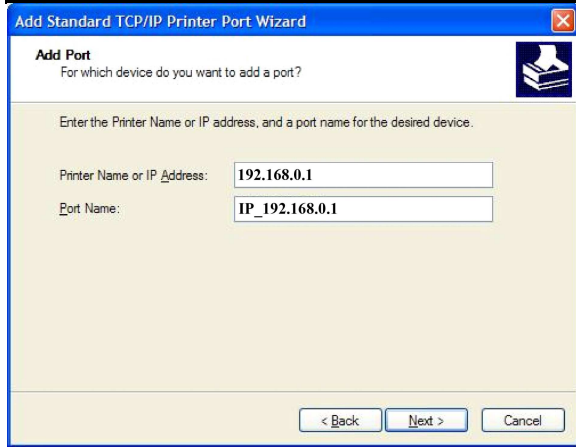 Add Standard TCP/IP Printer Port Wizard
Add Port
For which device do you want to add a port?
Enter the Printer Name or IP address, and a port name for the desired device.
Printer Name or IP Address: 192.168.0.1
Port Name: IP_192.168.0.1
< Back Next > Cancel